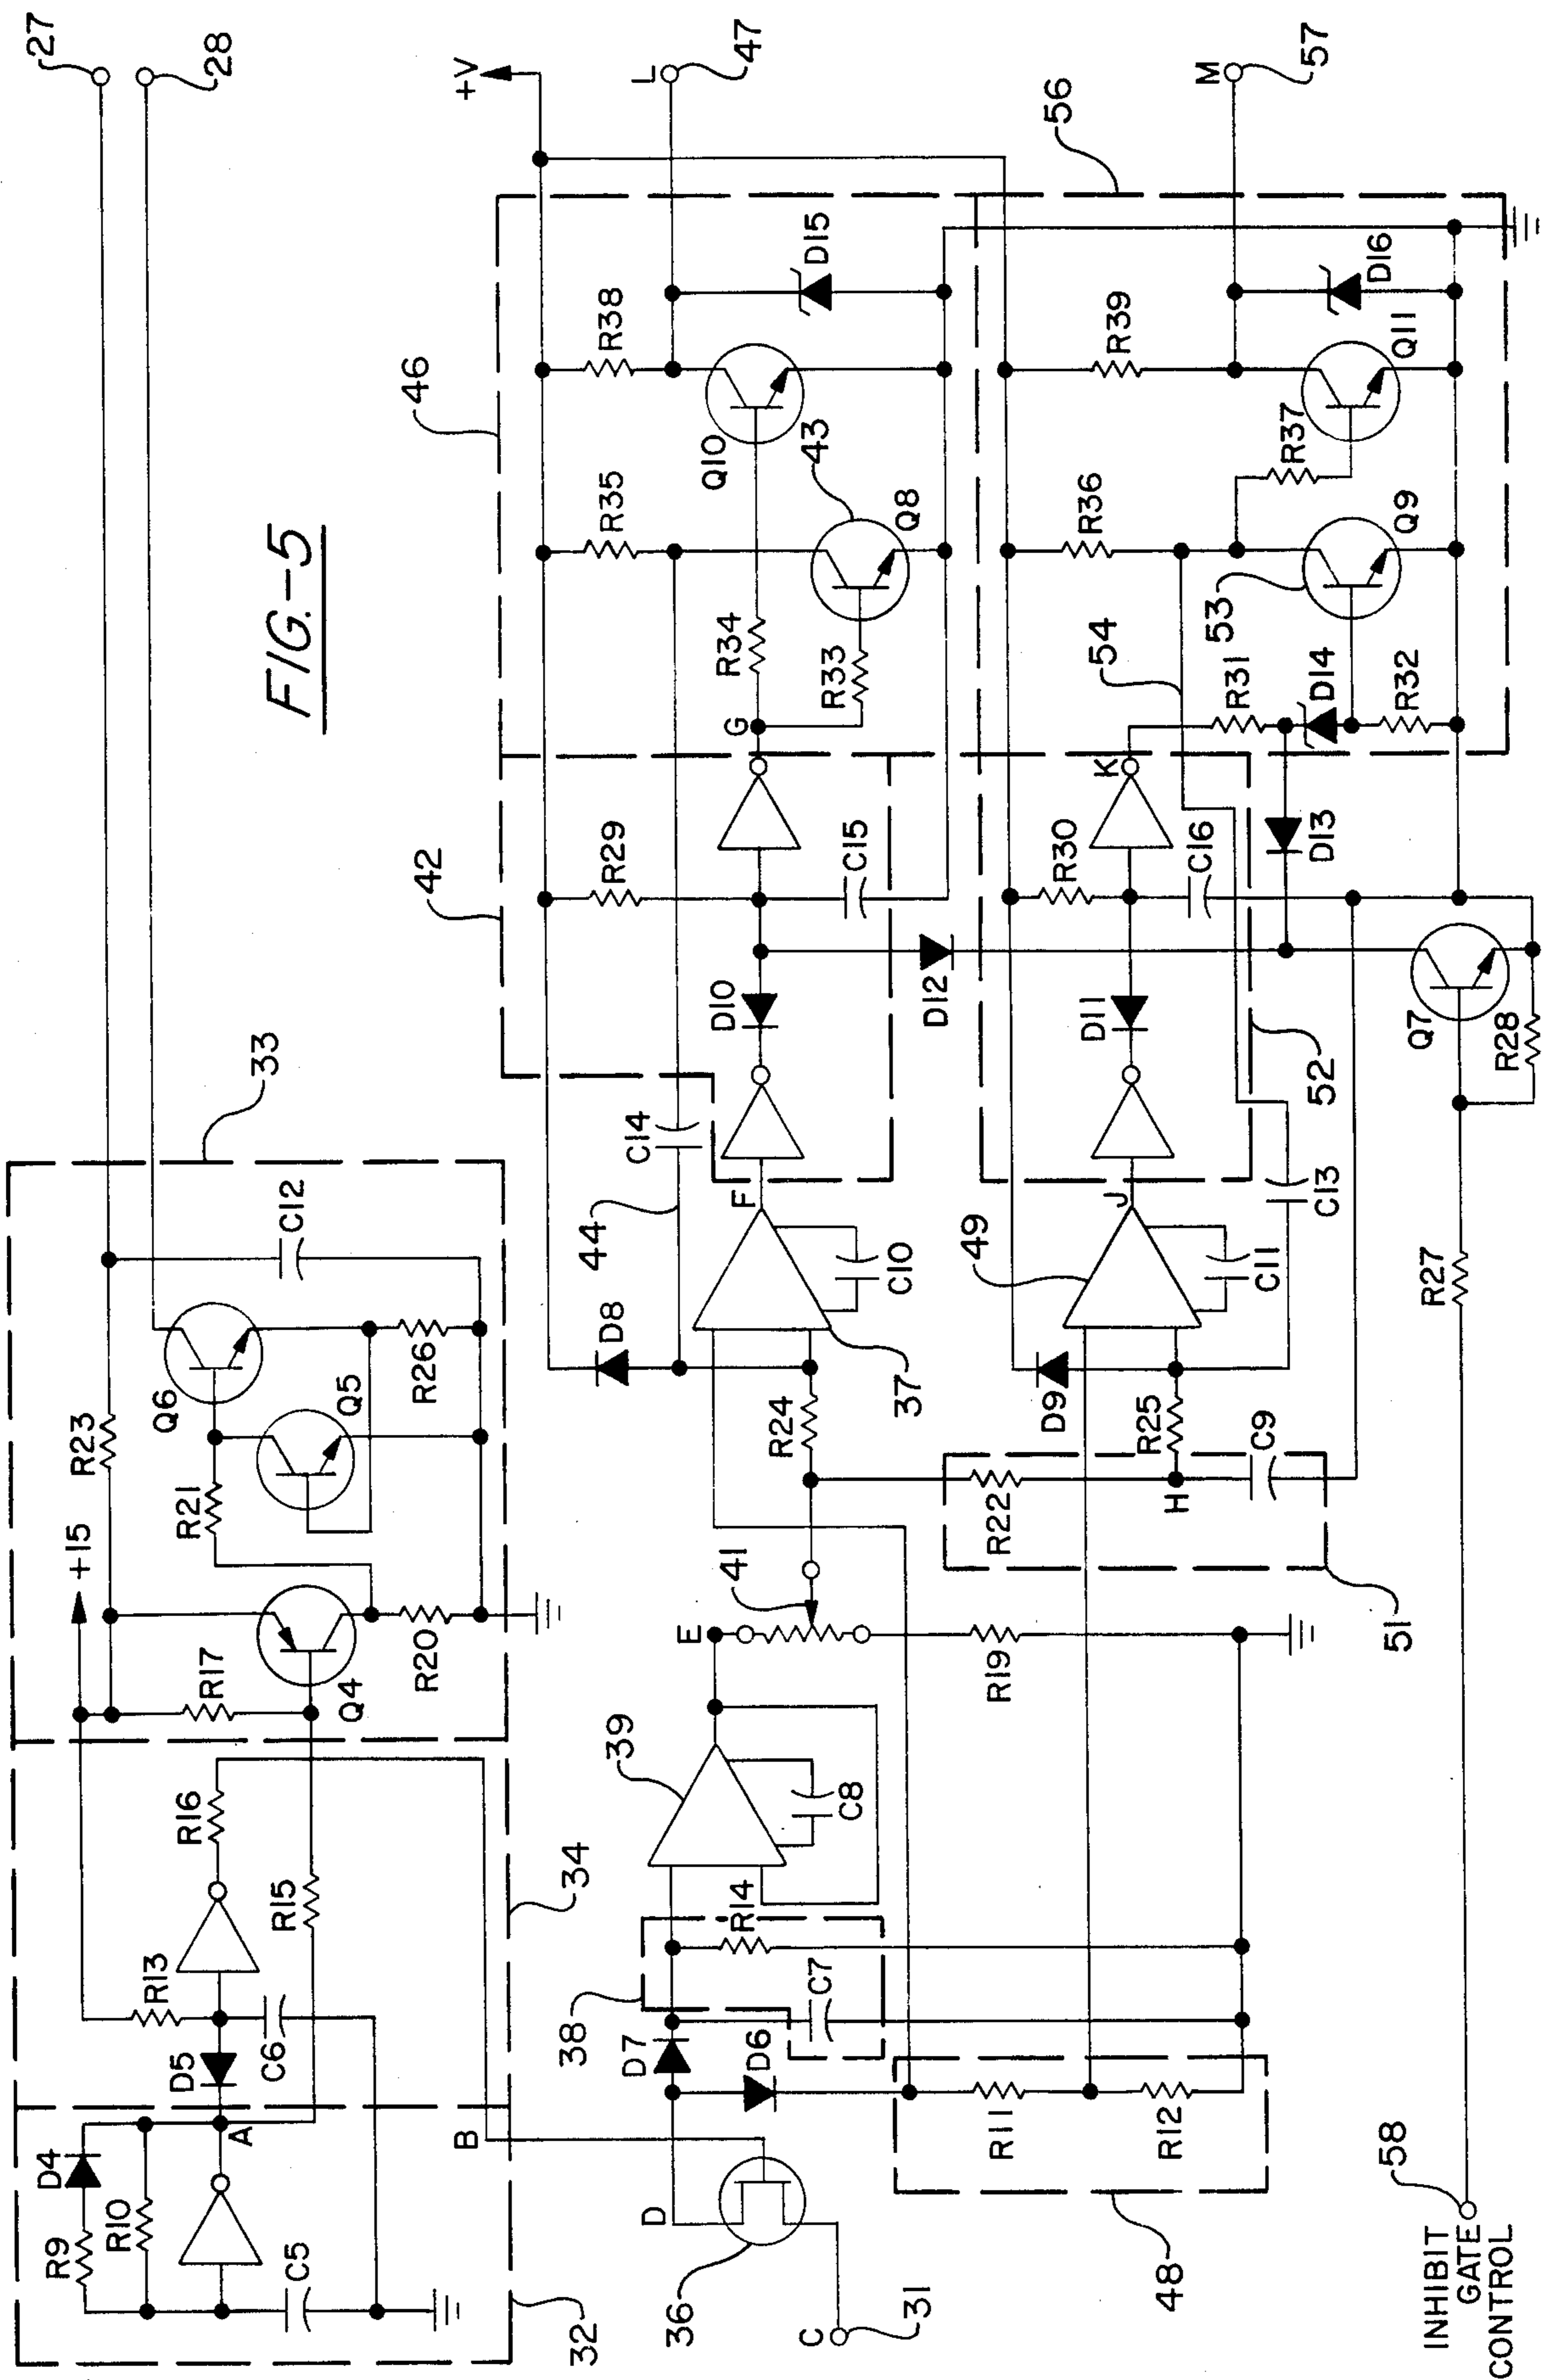 FIG.-5
27
28
33
+15
R23
Q6
Q5
R21
R26
C12
R17
Q4
R20
34
R16
R15
R13
D5
C6
32
D4
R9
R10
A
C5
B
+V
L
47
46
R38
D15
R35
Q10
43
Q8
R34
R33
G
42
R29
C15
D10
C14
44
F
D8
37
C10
R24
41
E
R19
39
C8
R14
38
C7
D7
D6
D
36
C
31
56
M
57
R39
D16
Q11
R37
R36
Q9
53
54
R31
D14
R32
K
R30
C16
D13
D12
D11
52
Q7
R28
J
49
C13
C11
D9
R25
R27
R22
H
C9
51
R11
R12
48
58
INHIBIT
GATE
CONTROL